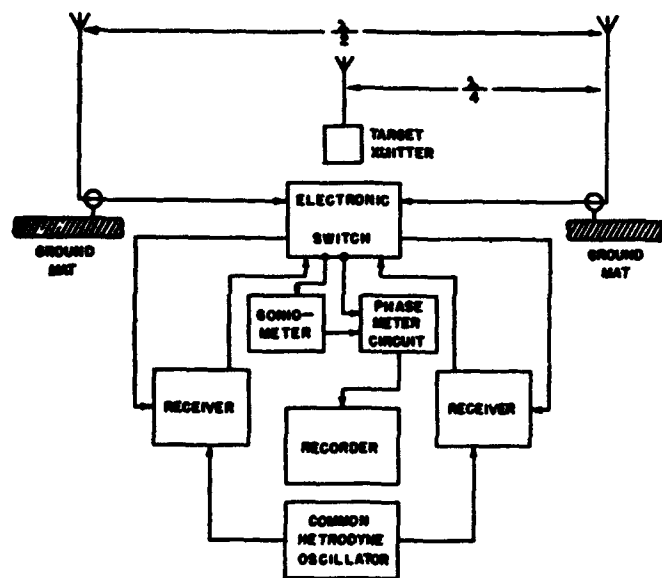 λ/2
λ/4
TARGET
XMITTER
ELECTRONIC
SWITCH
GROUND
MAT
GROUND
MAT
GONIO-
METER
PHASE
METER
CIRCUIT
RECEIVER
RECEIVER
RECORDER
COMMON
HETRODYNE
OSCILLATOR